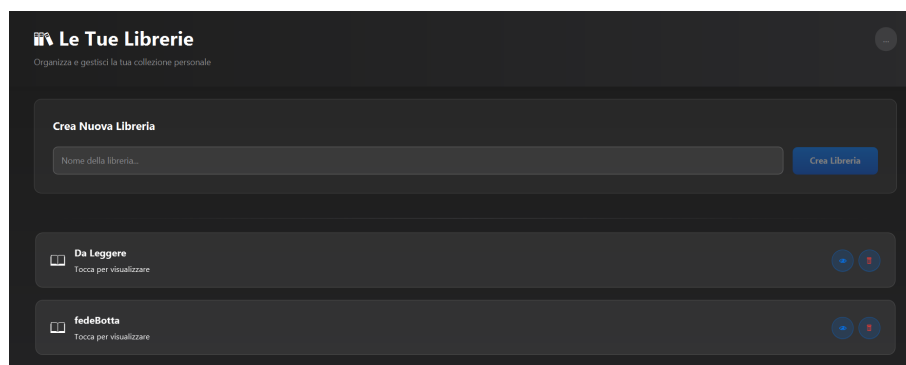 Le Tue Librerie
Organizza e gestisci la tua collezione personale
...
Crea Nuova Libreria
Nome della libreria...
Crea Libreria
Da Leggere
Tocca per visualizzare
fedeBotta
Tocca per visualizzare